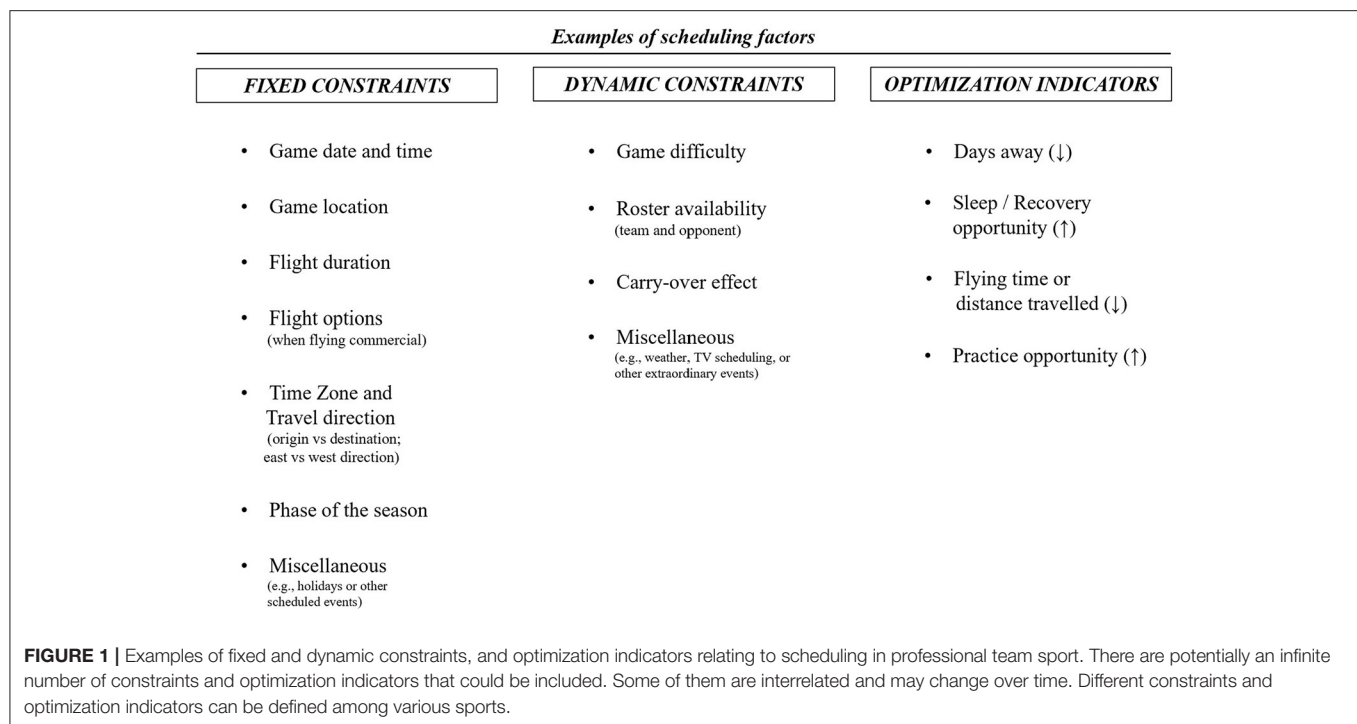 Examples of scheduling factors
FIXED CONSTRAINTS
• Game date and time
• Game location
• Flight duration
• Flight options
(when flying commercial)
• Time Zone and
Travel direction
(origin vs destination;
east vs west direction)
• Phase of the season
• Miscellaneous
(e.g., holidays or other
scheduled events)
DYNAMIC CONSTRAINTS
• Game difficulty
• Roster availability
(team and opponent)
• Carry-over effect
• Miscellaneous
(e.g., weather, TV scheduling, or
other extraordinary events)
OPTIMIZATION INDICATORS
• Days away (↓)
• Sleep / Recovery
opportunity (↑)
• Flying time or
distance travelled (↓)
• Practice opportunity (↑)
FIGURE 1 | Examples of fixed and dynamic constraints, and optimization indicators relating to scheduling in professional team sport. There are potentially an infinite
number of constraints and optimization indicators that could be included. Some of them are interrelated and may change over time. Different constraints and
optimization indicators can be defined among various sports.